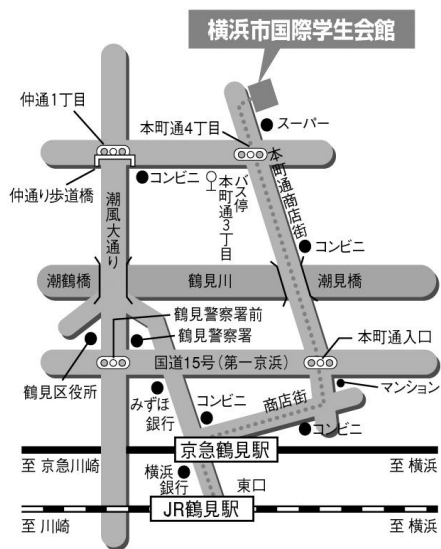 横浜市国際学生会館
仲通1丁目
本町通4丁目
スーパー
コンビニ
仲通り歩道橋
バス停
本町通3丁目
本町通商店街
潮風大通り
コンビニ
潮鶴橋
鶴見川
潮見橋
鶴見警察署前
鶴見警察署
本町通入口
国道15号(第一京浜)
鶴見区役所
みずほ
銀行
コンビニ
商店街
マンション
コンビニ
京急鶴見駅
至 京急川崎
至 横浜
横浜
銀行
東口
JR鶴見駅
至 川崎
至 横浜